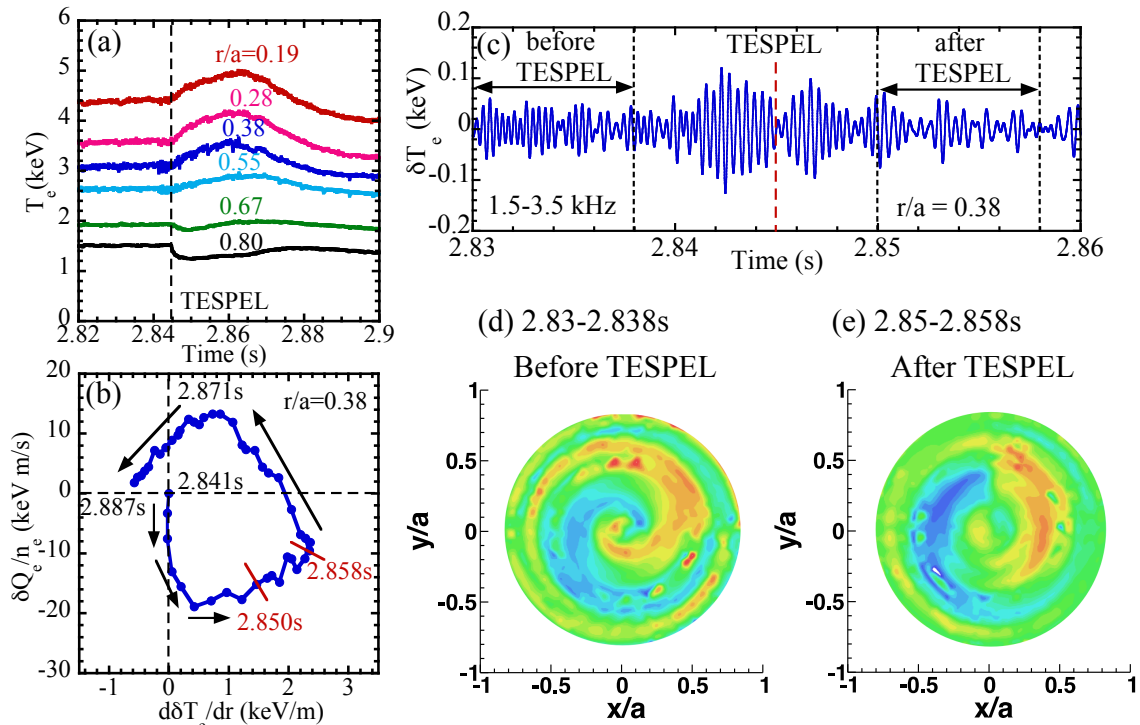 (a)
r/a=0.19
0.28
0.38
0.55
0.67
0.80
TESPEL
T_e (keV)
6
5
4
3
2
1
0
2.82 2.84 2.86 2.88 2.9
Time (s)
(c)
before
TESPEL
TESPEL
after
TESPEL
1.5-3.5 kHz
r/a = 0.38
δT_e (keV)
0.2
0.1
0
-0.1
-0.2
2.83 2.84 2.85 2.86
Time (s)
(b)
2.871s
r/a=0.38
2.841s
2.887s
2.858s
2.850s
δQ_e/n_e (keV m/s)
20
10
0
-10
-20
-30
-1 0 1 2 3
dδT_e/dr (keV/m)
(d) 2.83-2.838s
Before TESPEL
y/a
1
0.5
0
-0.5
-1
-1 -0.5 0 0.5 1
x/a
(e) 2.85-2.858s
After TESPEL
y/a
1
0.5
0
-0.5
-1
-1 -0.5 0 0.5 1
x/a